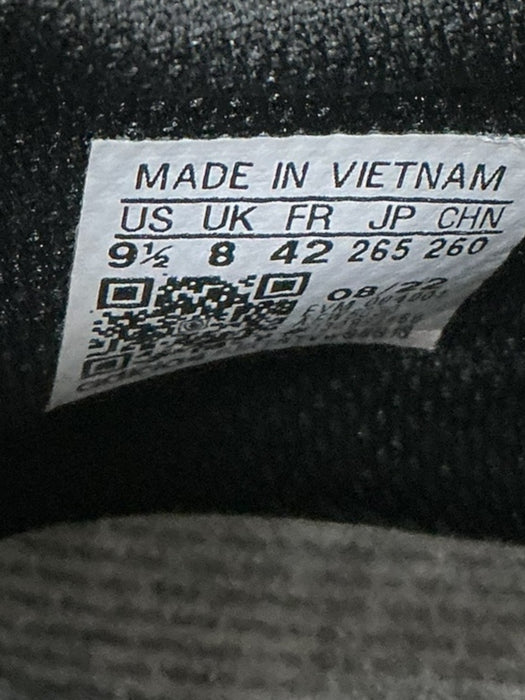 MADE IN VIETNAM
US UK FR JP CHN
9½ 8 42 265 260
08/22